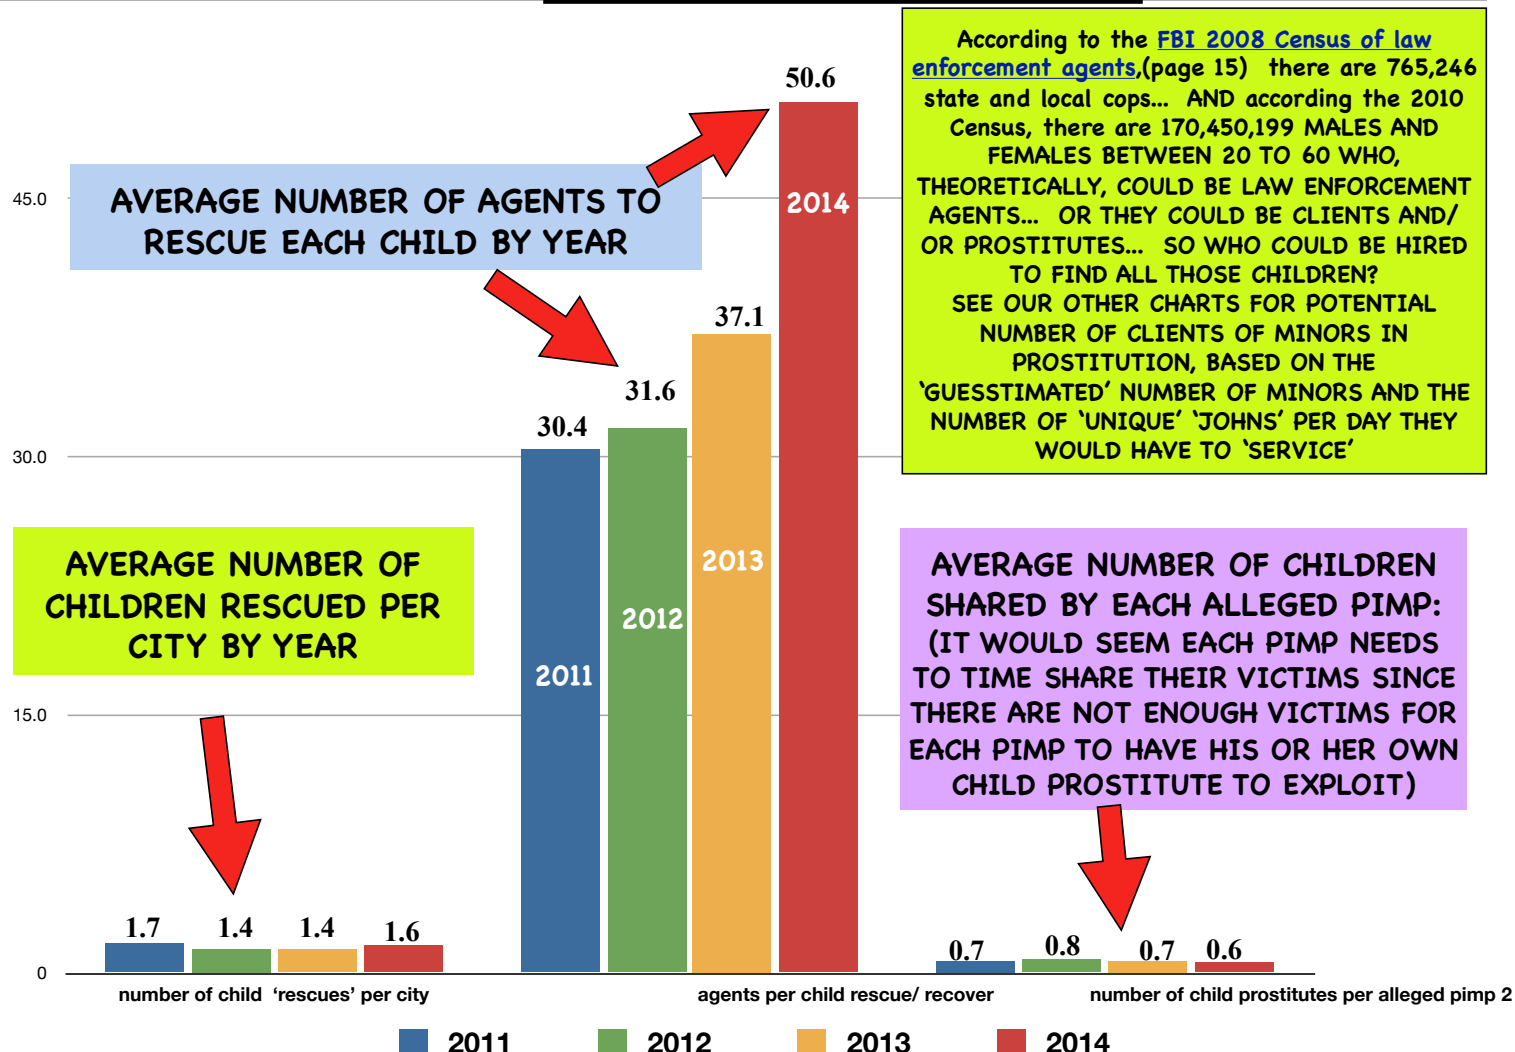 According to the FBI 2008 Census of law
enforcement agents,(page 15) there are 765,246
state and local cops... AND according the 2010
Census, there are 170,450,199 MALES AND
FEMALES BETWEEN 20 TO 60 WHO,
THEORETICALLY, COULD BE LAW ENFORCEMENT
AGENTS... OR THEY COULD BE CLIENTS AND/
OR PROSTITUTES... SO WHO COULD BE HIRED
TO FIND ALL THOSE CHILDREN?
SEE OUR OTHER CHARTS FOR POTENTIAL
NUMBER OF CLIENTS OF MINORS IN
PROSTITUTION, BASED ON THE
‘GUESSTIMATED’ NUMBER OF MINORS AND THE
NUMBER OF ‘UNIQUE’ ‘JOHNS’ PER DAY THEY
WOULD HAVE TO ‘SERVICE’
50.6
AVERAGE NUMBER OF AGENTS TO
RESCUE EACH CHILD BY YEAR
45.0
2014
37.1
31.6
30.4
30.0
AVERAGE NUMBER OF
CHILDREN RESCUED PER
CITY BY YEAR
2013
2012
2011
AVERAGE NUMBER OF CHILDREN
SHARED BY EACH ALLEGED PIMP:
(IT WOULD SEEM EACH PIMP NEEDS
TO TIME SHARE THEIR VICTIMS SINCE
THERE ARE NOT ENOUGH VICTIMS FOR
EACH PIMP TO HAVE HIS OR HER OWN
CHILD PROSTITUTE TO EXPLOIT)
15.0
1.7 1.4 1.4 1.6
0.7 0.8 0.7 0.6
0
number of child ‘rescues’ per city
agents per child rescue/ recover
number of child prostitutes per alleged pimp 2
2011 2012 2013 2014